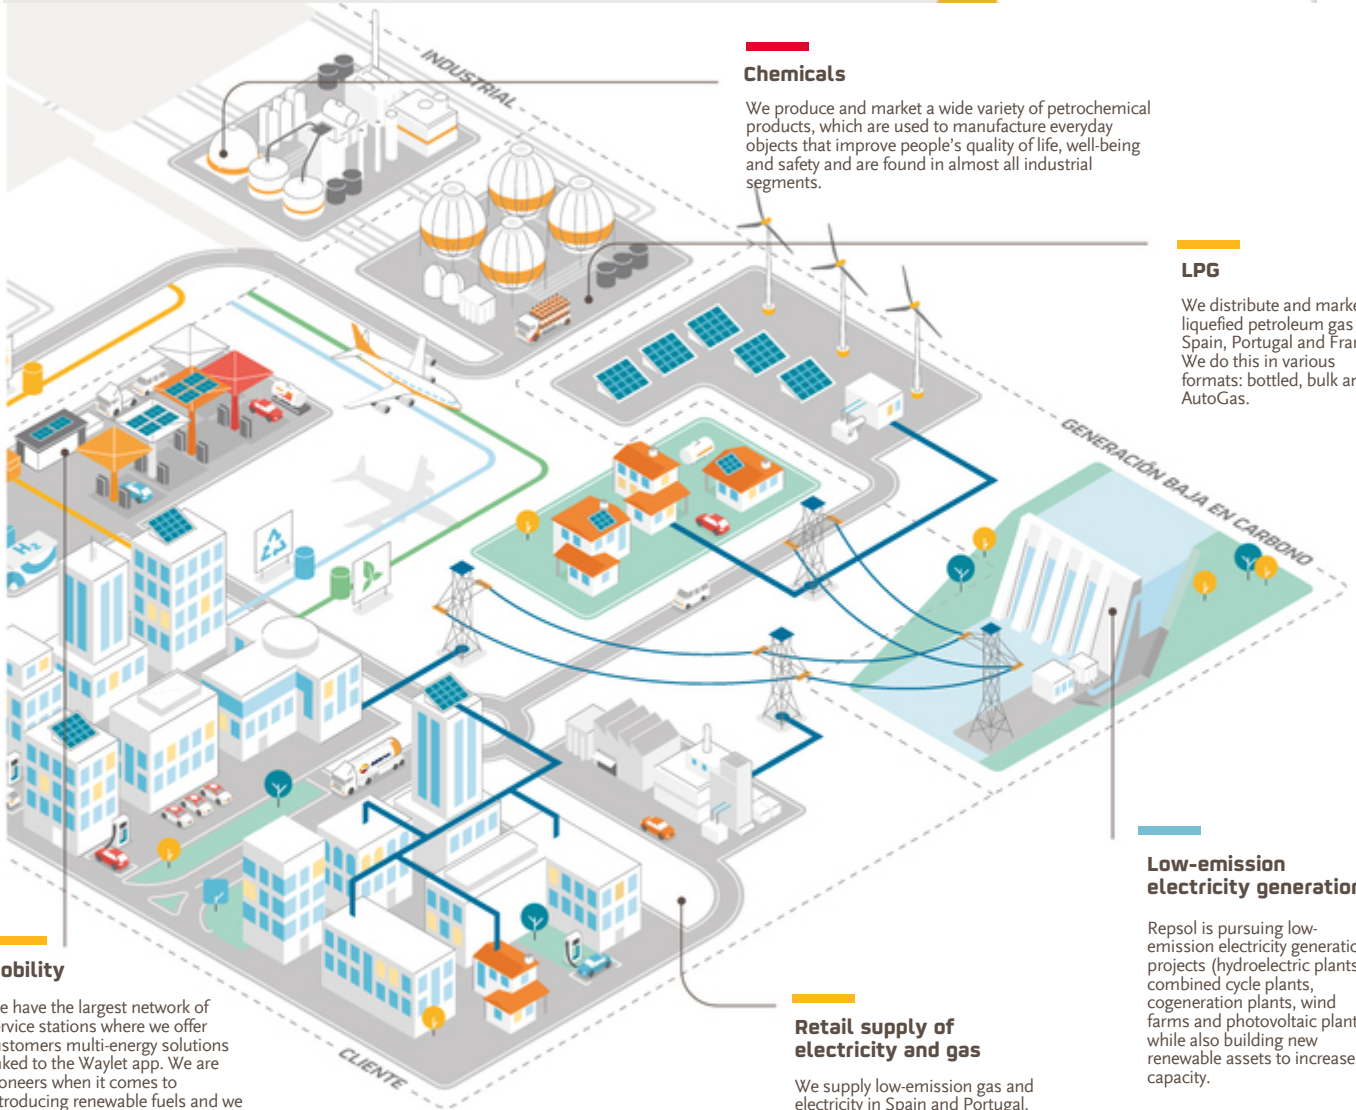 INDUSTRIAL
Chemicals
We produce and market a wide variety of petrochemical
products, which are used to manufacture everyday
objects that improve people's quality of life, well-being
and safety and are found in almost all industrial
segments.
LPG
We distribute and marke
liquefied petroleum gas
Spain, Portugal and Fran
We do this in various
formats: bottled, bulk an
AutoGas.
GENERACIÓN BAJA EN CARBONO
H2
Low-emission
electricity generation
Repsol is pursuing low-
emission electricity generatio
projects (hydroelectric plants
combined cycle plants,
cogeneration plants, wind
farms and photovoltaic plant
while also building new
renewable assets to increase
capacity.
obility
e have the largest network of
rvice stations where we offer
ustomers multi-energy solutions
ked to the Waylet app. We are
oneers when it comes to
troducing renewable fuels and we
CLIENTE
Retail supply of
electricity and gas
We supply low-emission gas and
electricity in Spain and Portugal.